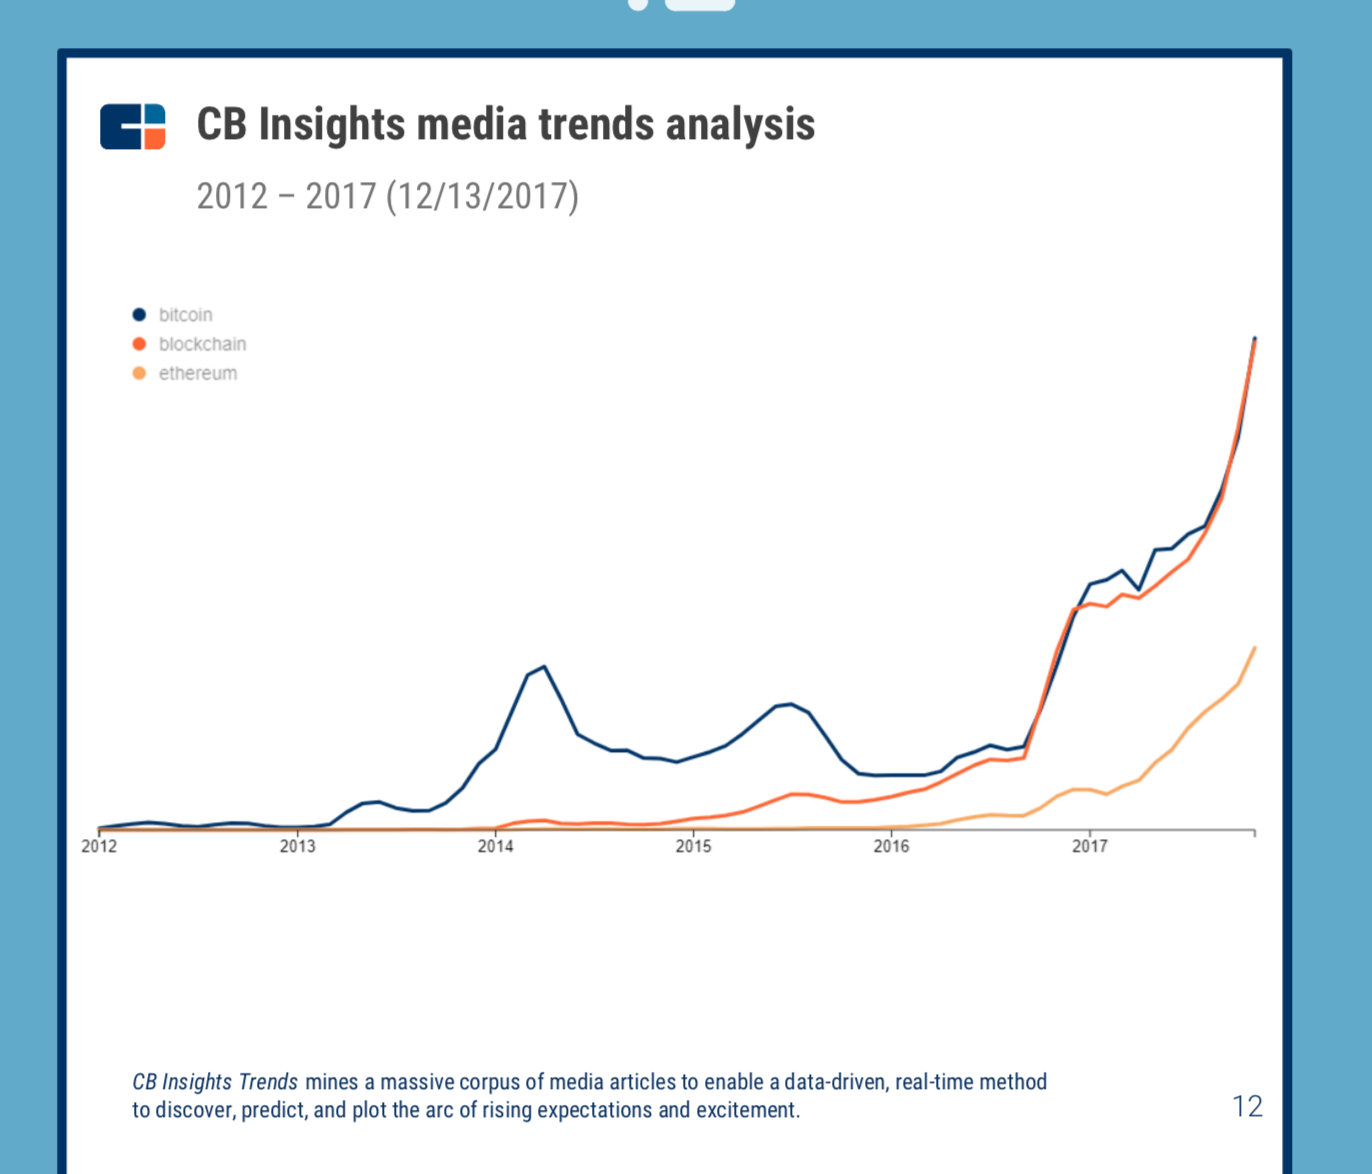 CB Insights media trends analysis
2012 – 2017 (12/13/2017)
bitcoin
blockchain
ethereum
2012 2013 2014 2015 2016 2017
CB Insights Trends mines a massive corpus of media articles to enable a data-driven, real-time method
to discover, predict, and plot the arc of rising expectations and excitement.
12